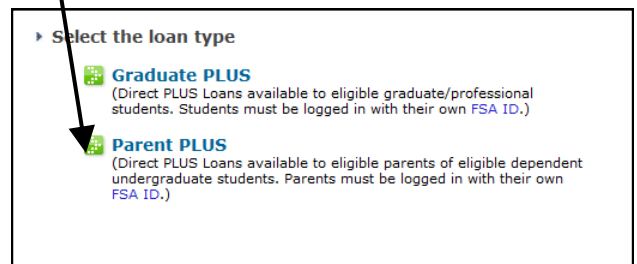 Select the loan type
Graduate PLUS
(Direct PLUS Loans available to eligible graduate/professional
students. Students must be logged in with their own FSA ID.)
Parent PLUS
(Direct PLUS Loans available to eligible parents of eligible dependent
undergraduate students. Parents must be logged in with their own
FSA ID.)